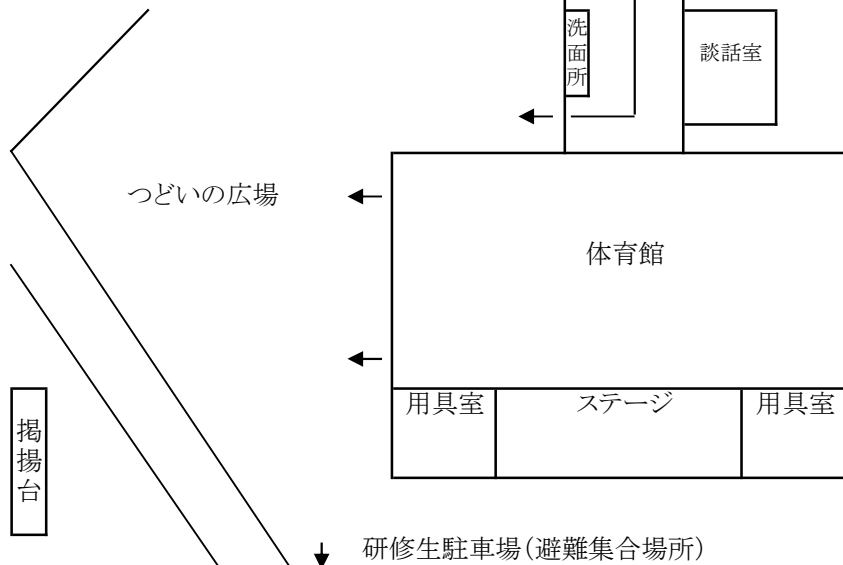 洗面所
談話室
つどいの広場
体育館
用具室
ステージ
用具室
掲揚台
研修生駐車場(避難集合場所)